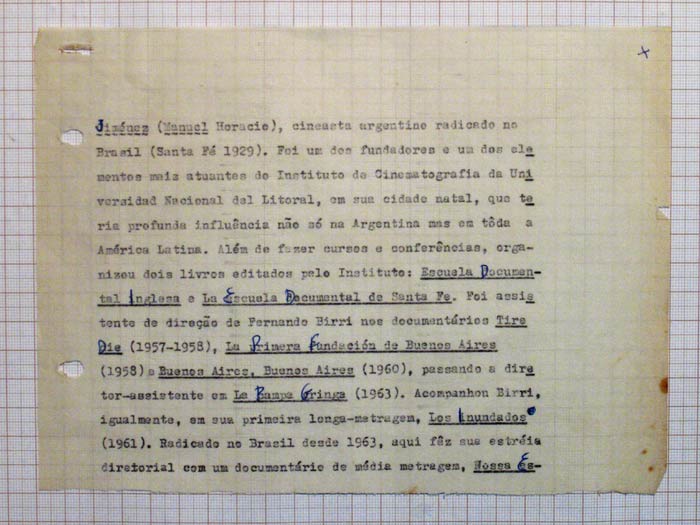 x
Jiménez (Manuel Horacio), cineasta argentino radicado no
Brasil (Santa Fé 1929). Foi um dos fundadores e um dos ele
mentos mais atuantes do Instituto de Cinematografia da Uni
versidad Nacional del Litoral, em sua cidade natal, que te
ria profunda influência não só na Argentina mas em tôda a
América Latina. Além de fazer cursos e conferências, orga-
nizou dois livros editados pelo Instituto: Escuela Documen-
tal Inglesa e La Escuela Documental de Santa Fe. Foi assis
tente de direção de Fernando Birri nos documentários Tire
Die (1957-1958), La Primera Fundación de Buenos Aires
(1958) e Buenos Aires, Buenos Aires (1960), passando a dire
tor-assistente em La Pampa Gringa (1963). Acompanhou Birri,
igualmente, em sua primeira longa-metragem, Los Inundados
(1961). Radicado no Brasil desde 1963, aqui fêz sua estréia
diretorial com um documentário de média metragem, Nossa Es-